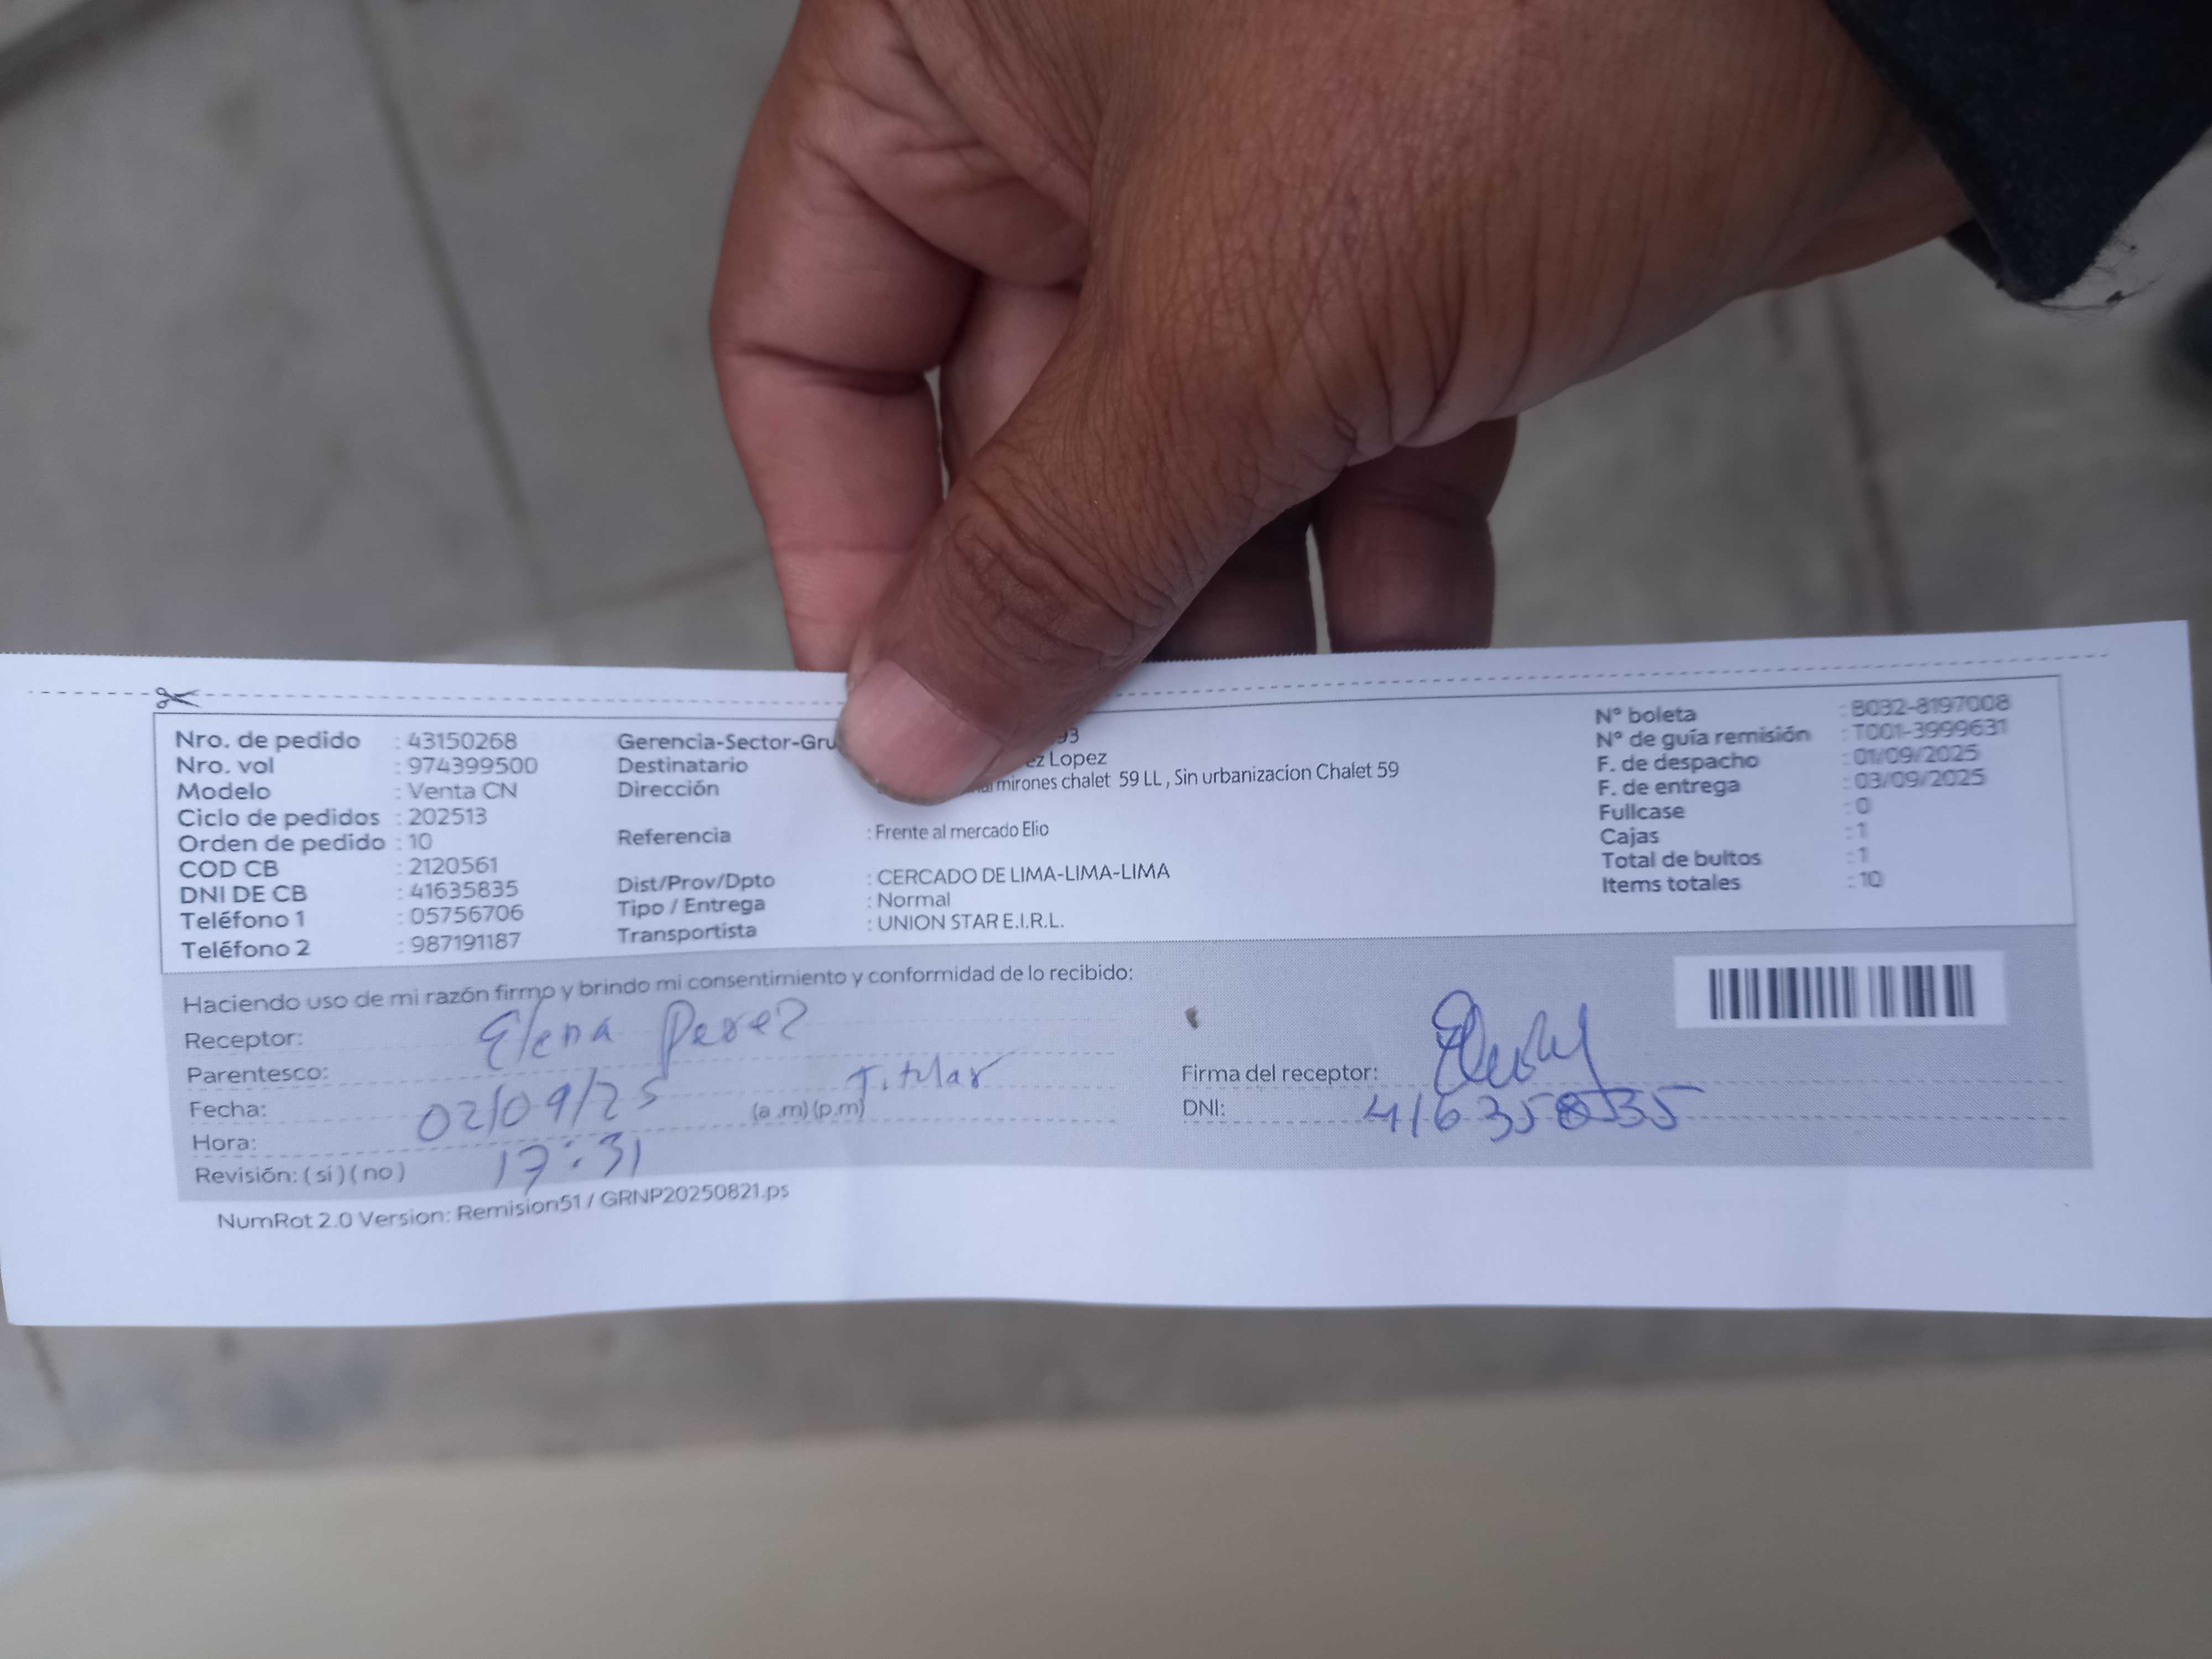 Nro. de pedido : 43150268
Nro. vol : 974399500
Modelo : Venta CN
Ciclo de pedidos : 202513
Orden de pedido : 10
COD CB : 2120561
DNI DE CB : 41635835
Teléfono 1 : 05756706
Teléfono 2 : 987191187
Gerencia-Sector-Gru 93
Destinatario Lopez
Dirección mirones chalet 59 LL , Sin urbanizacion Chalet 59
Referencia : Frente al mercado Elio
Dist/Prov/Dpto : CERCADO DE LIMA-LIMA-LIMA
Tipo / Entrega : Normal
Transportista : UNION STAR E.I.R.L.
N° boleta : B032-8197008
N° de guía remisión : T001-3999631
F. de despacho : 01/09/2025
F. de entrega : 03/09/2025
Fullcase : 0
Cajas : 1
Total de bultos : 1
Items totales : 10
Haciendo uso de mi razón firmo y brindo mi consentimiento y conformidad de lo recibido:
Receptor: Elena Perez
Parentesco: Titular
Fecha: 02/09/25 (a .m) (p.m)
Hora: 17:31
Revisión: ( si ) ( no )
Firma del receptor:
DNI: 41635835
NumRot 2.0 Version: Remision51 / GRNP20250821.ps